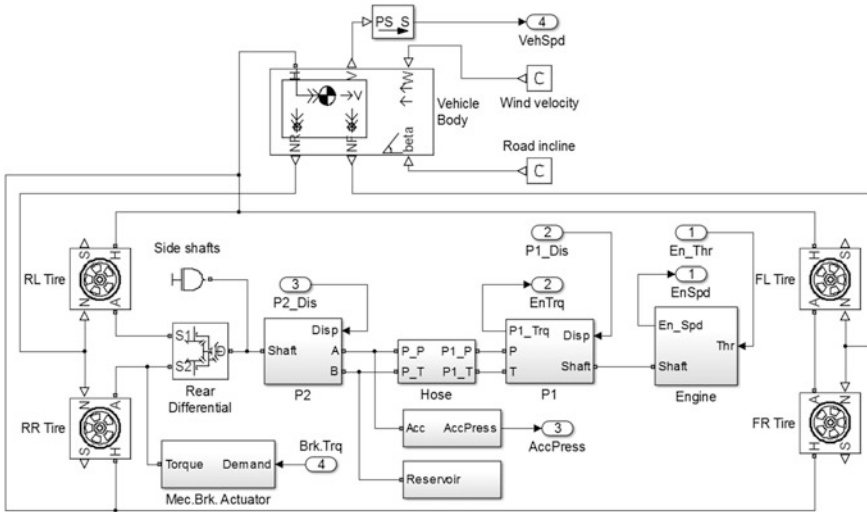 PS S
4
VehSpd
H
V
W
C
Wind velocity
V
Vehicle
Body
NR
NF
beta
Road incline
C
S
H
RL Tire
N
A
Side shafts
3
P2_Dis
2
P1_Dis
2
EnTrq
1
En_Thr
1
EnSpd
S
H
FL Tire
N
A
S1
S2
D
Rear
Differential
Disp
Shaft
A
B
P2
P_P
P1_P
P_T
P1_T
Hose
P1_Trq
Disp
P
Shaft
T
P1
En_Spd
Thr
Shaft
Engine
N
A
RR Tire
S
H
N
A
FR Tire
S
H
Torque
Demand
Mec.Brk. Actuator
Brk.Trq
4
Acc
AccPress
3
AccPress
Reservoir